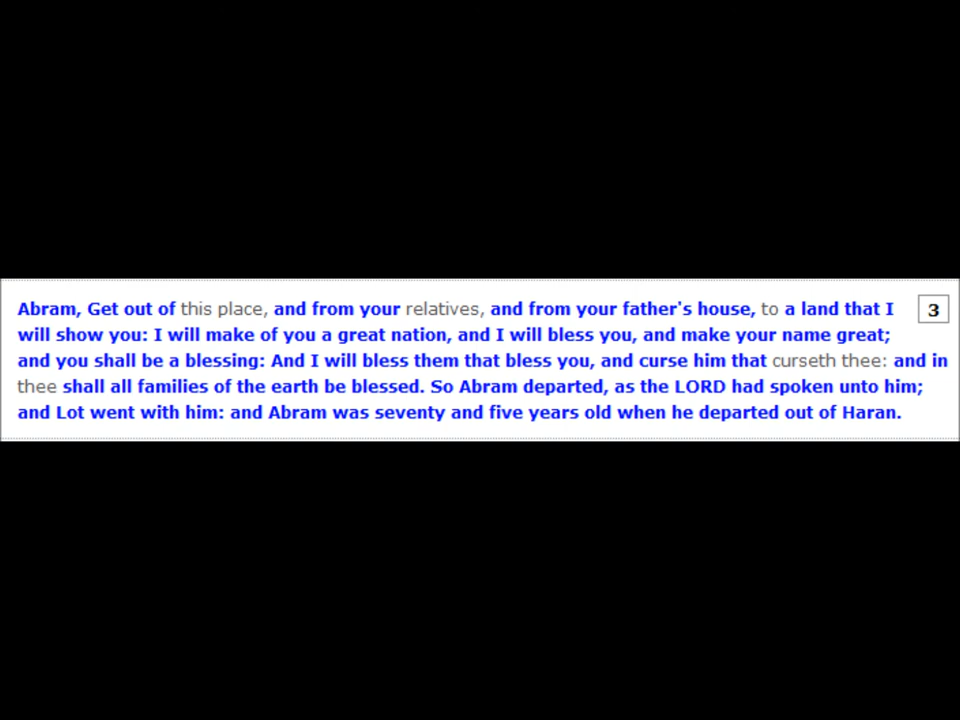 Abram, Get out of this place, and from your relatives, and from your father's house, to a land that I
3
will show you: I will make of you a great nation, and I will bless you, and make your name great;
and you shall be a blessing: And I will bless them that bless you, and curse him that curseth thee: and in
thee shall all families of the earth be blessed. So Abram departed, as the LORD had spoken unto him;
and Lot went with him: and Abram was seventy and five years old when he departed out of Haran.